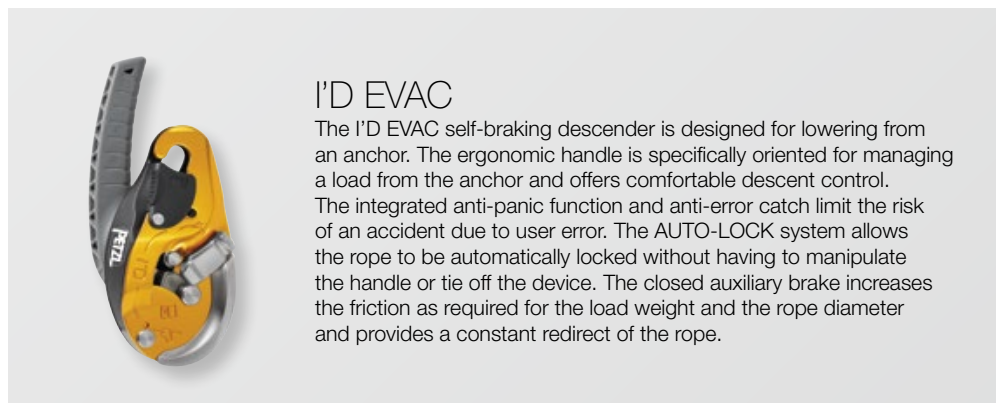 I'D EVAC
The I'D EVAC self-braking descender is designed for lowering from
an anchor. The ergonomic handle is specifically oriented for managing
a load from the anchor and offers comfortable descent control.
The integrated anti-panic function and anti-error catch limit the risk
of an accident due to user error. The AUTO-LOCK system allows
the rope to be automatically locked without having to manipulate
the handle or tie off the device. The closed auxiliary brake increases
the friction as required for the load weight and the rope diameter
and provides a constant redirect of the rope.
PETZL
I'D